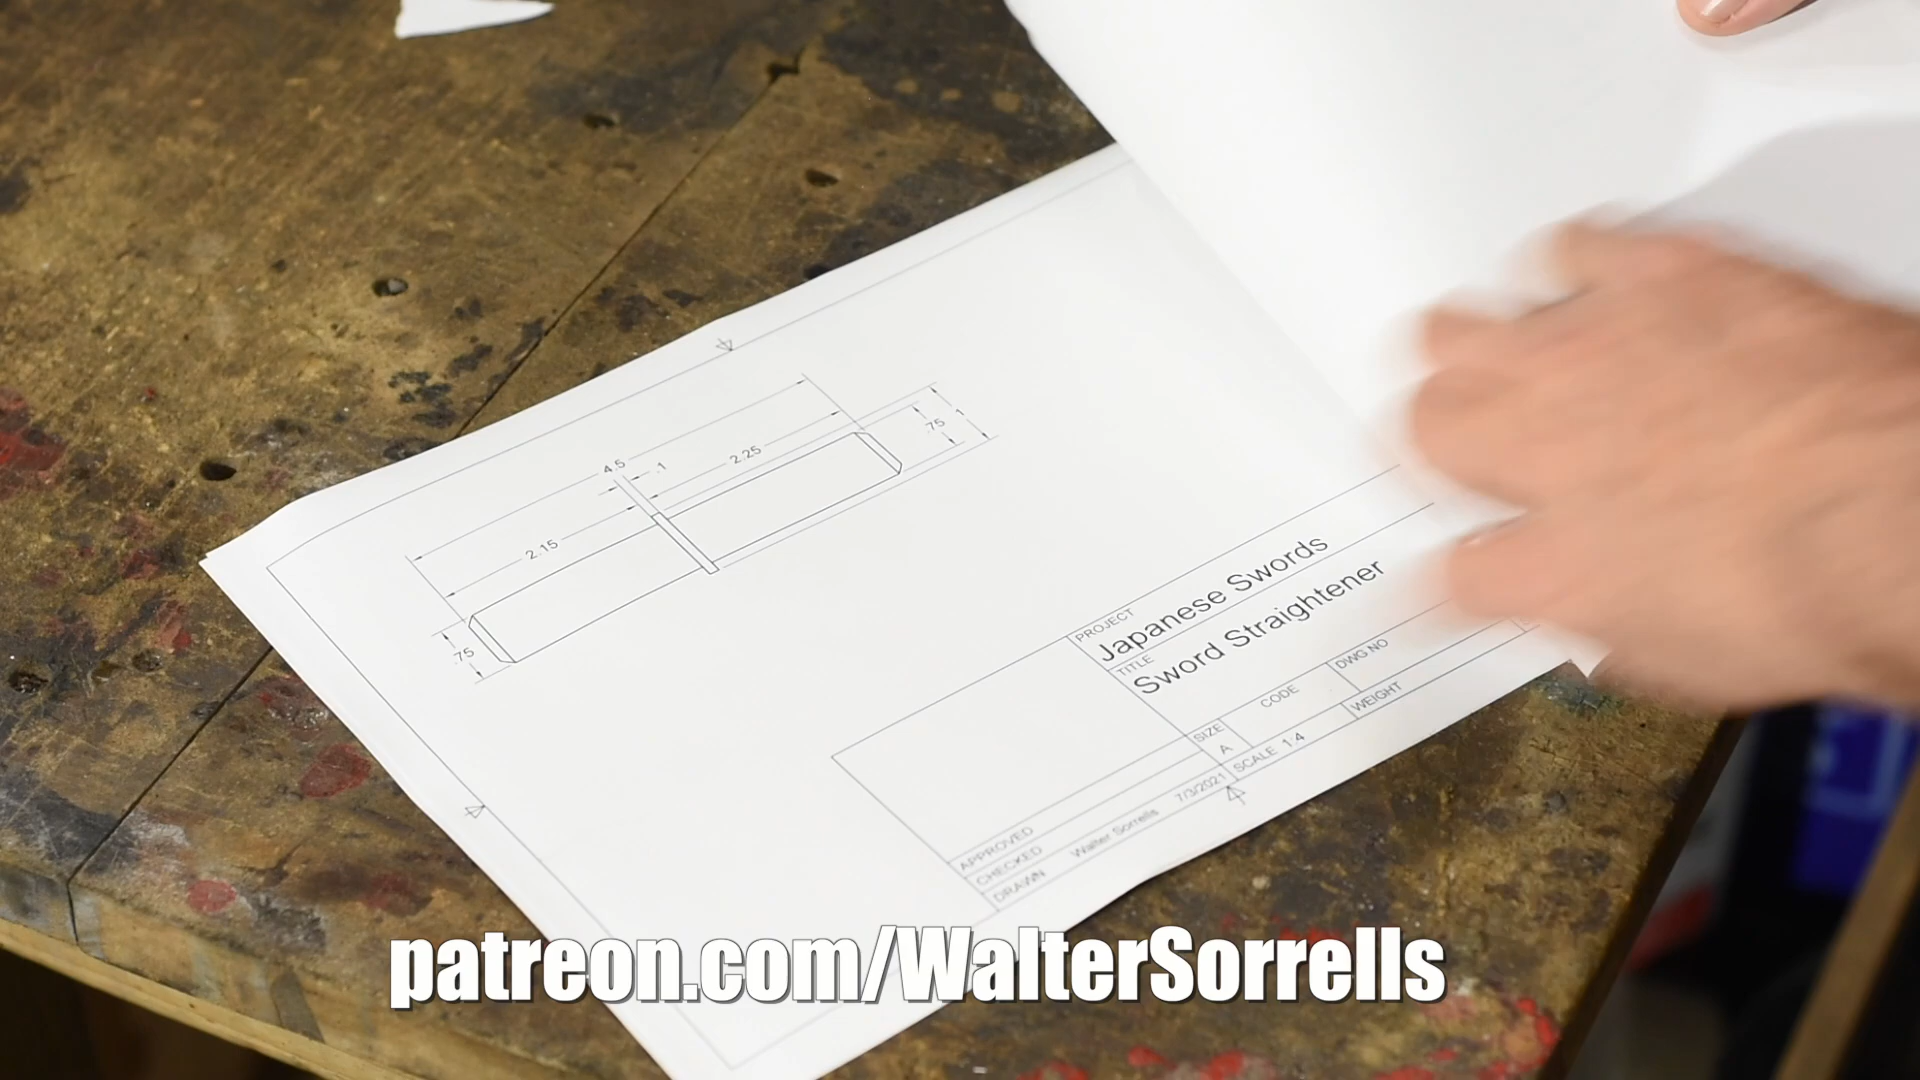 4.5
.1
2.25
.75
1
2.15
.75
PROJECT
Japanese Swords
TITLE
Sword Straightener
SIZE
A
CODE
DWG NO
SCALE 1:4
WEIGHT
APPROVED
CHECKED
DRAWN Walter Sorrells 7/3/2021
patreon.com/WalterSorrells